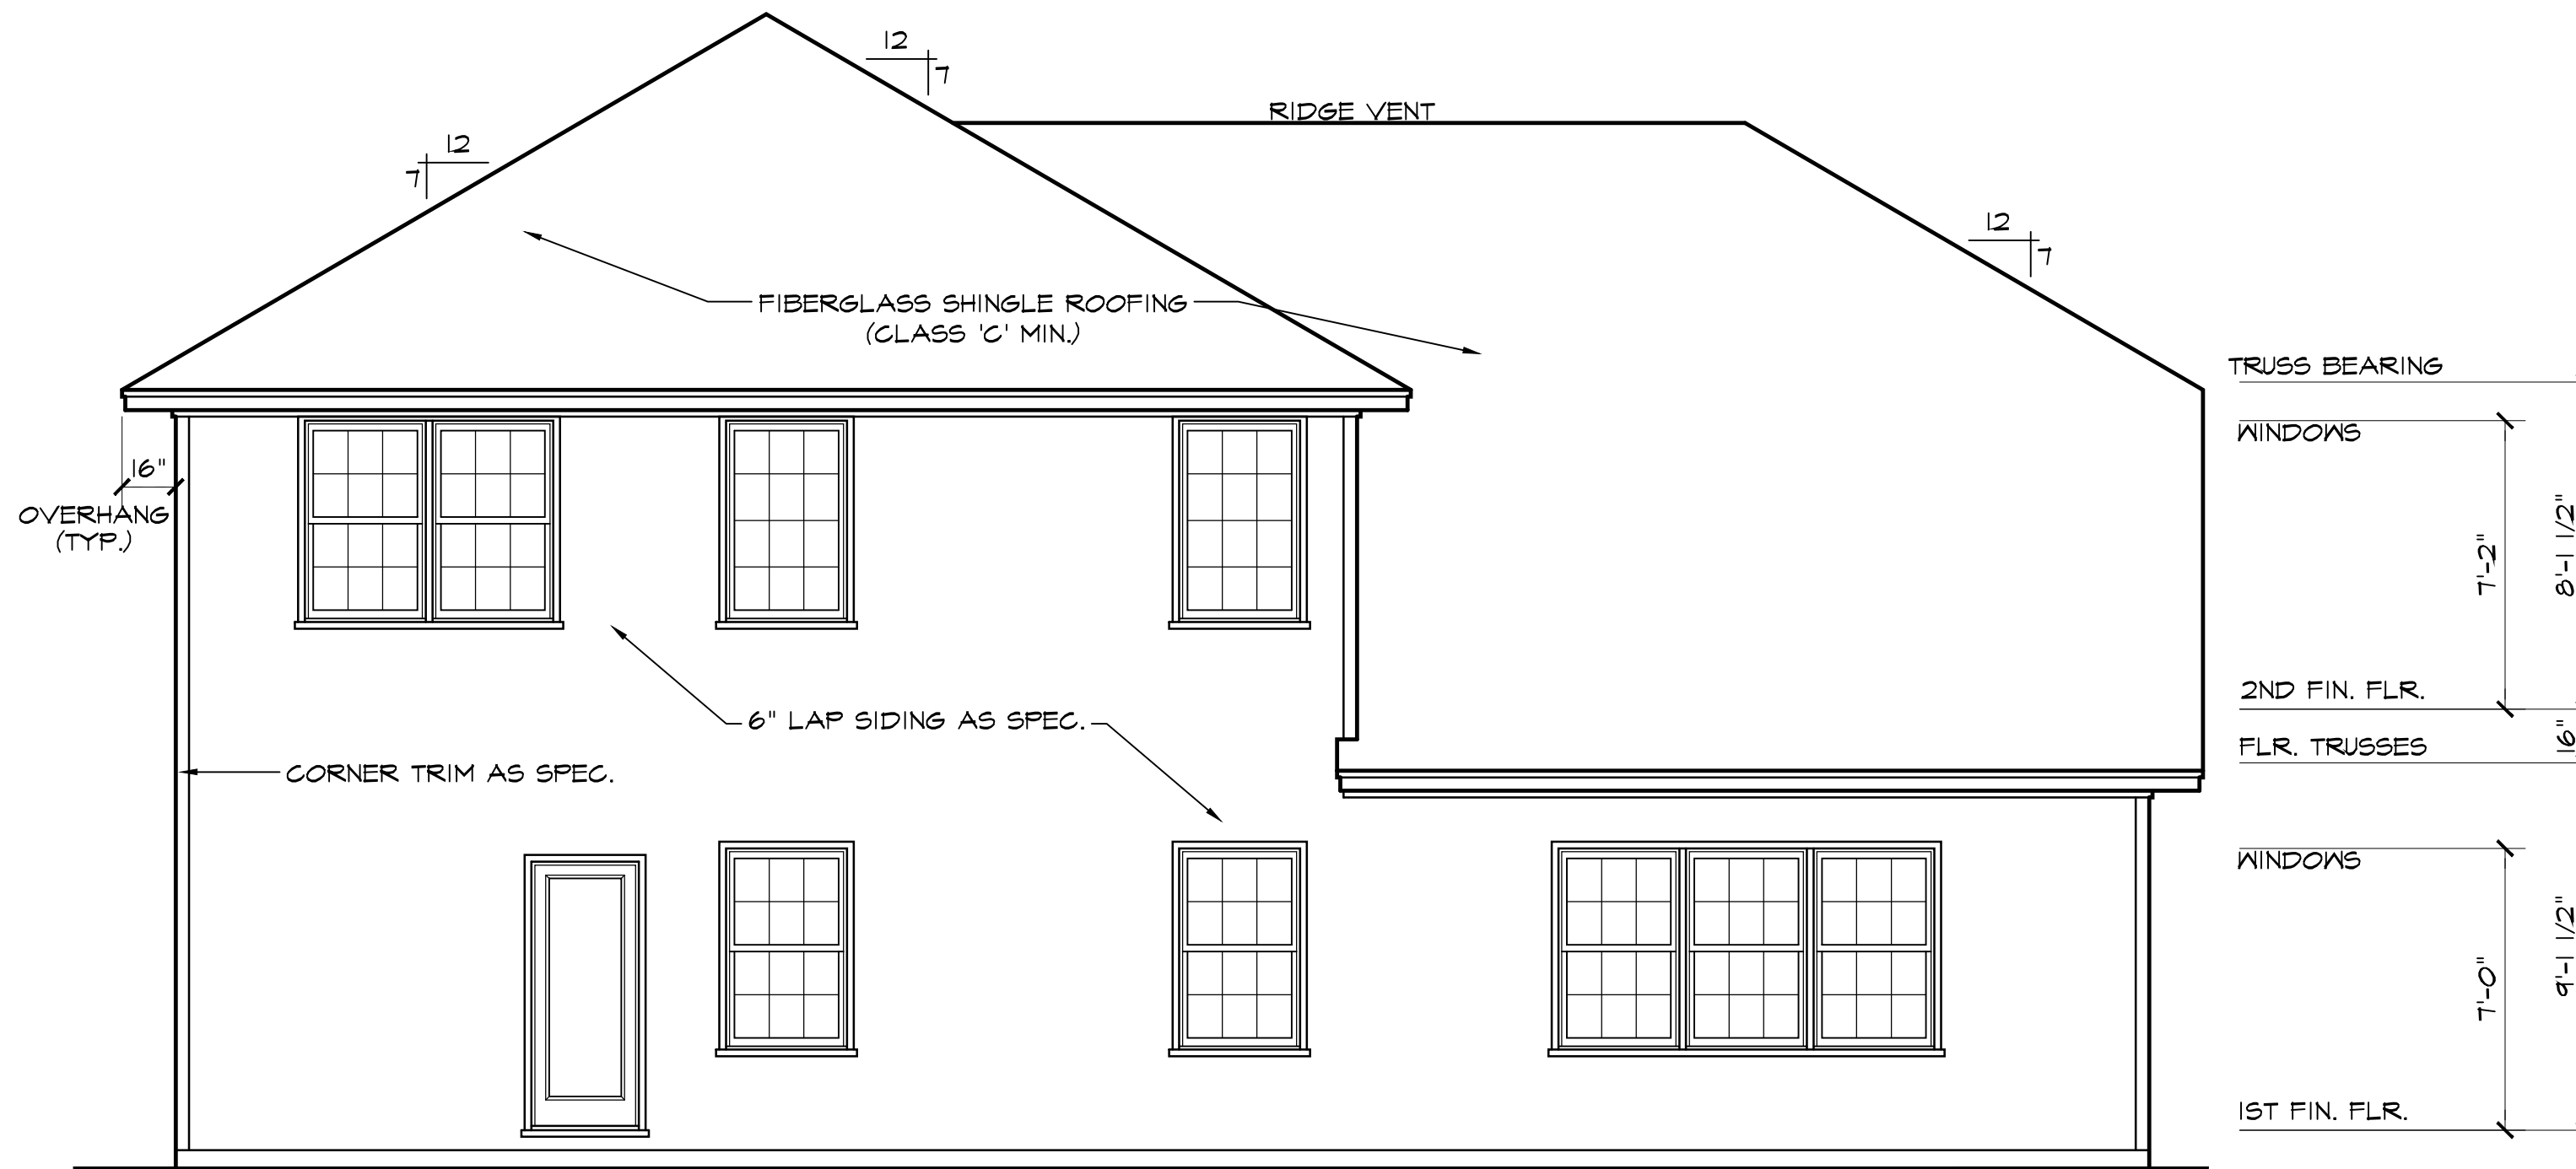 12
7
RIDGE VENT
12
7
12
7
FIBERGLASS SHINGLE ROOFING
(CLASS 'C' MIN.)
TRUSS BEARING
WINDOWS
16"
OVERHANG
(TYP.)
7'-2"
8'-1 1/2"
2ND FIN. FLR.
6" LAP SIDING AS SPEC.
FLR. TRUSSES
16"
CORNER TRIM AS SPEC.
WINDOWS
7'-0"
9'-1 1/2"
1ST FIN. FLR.